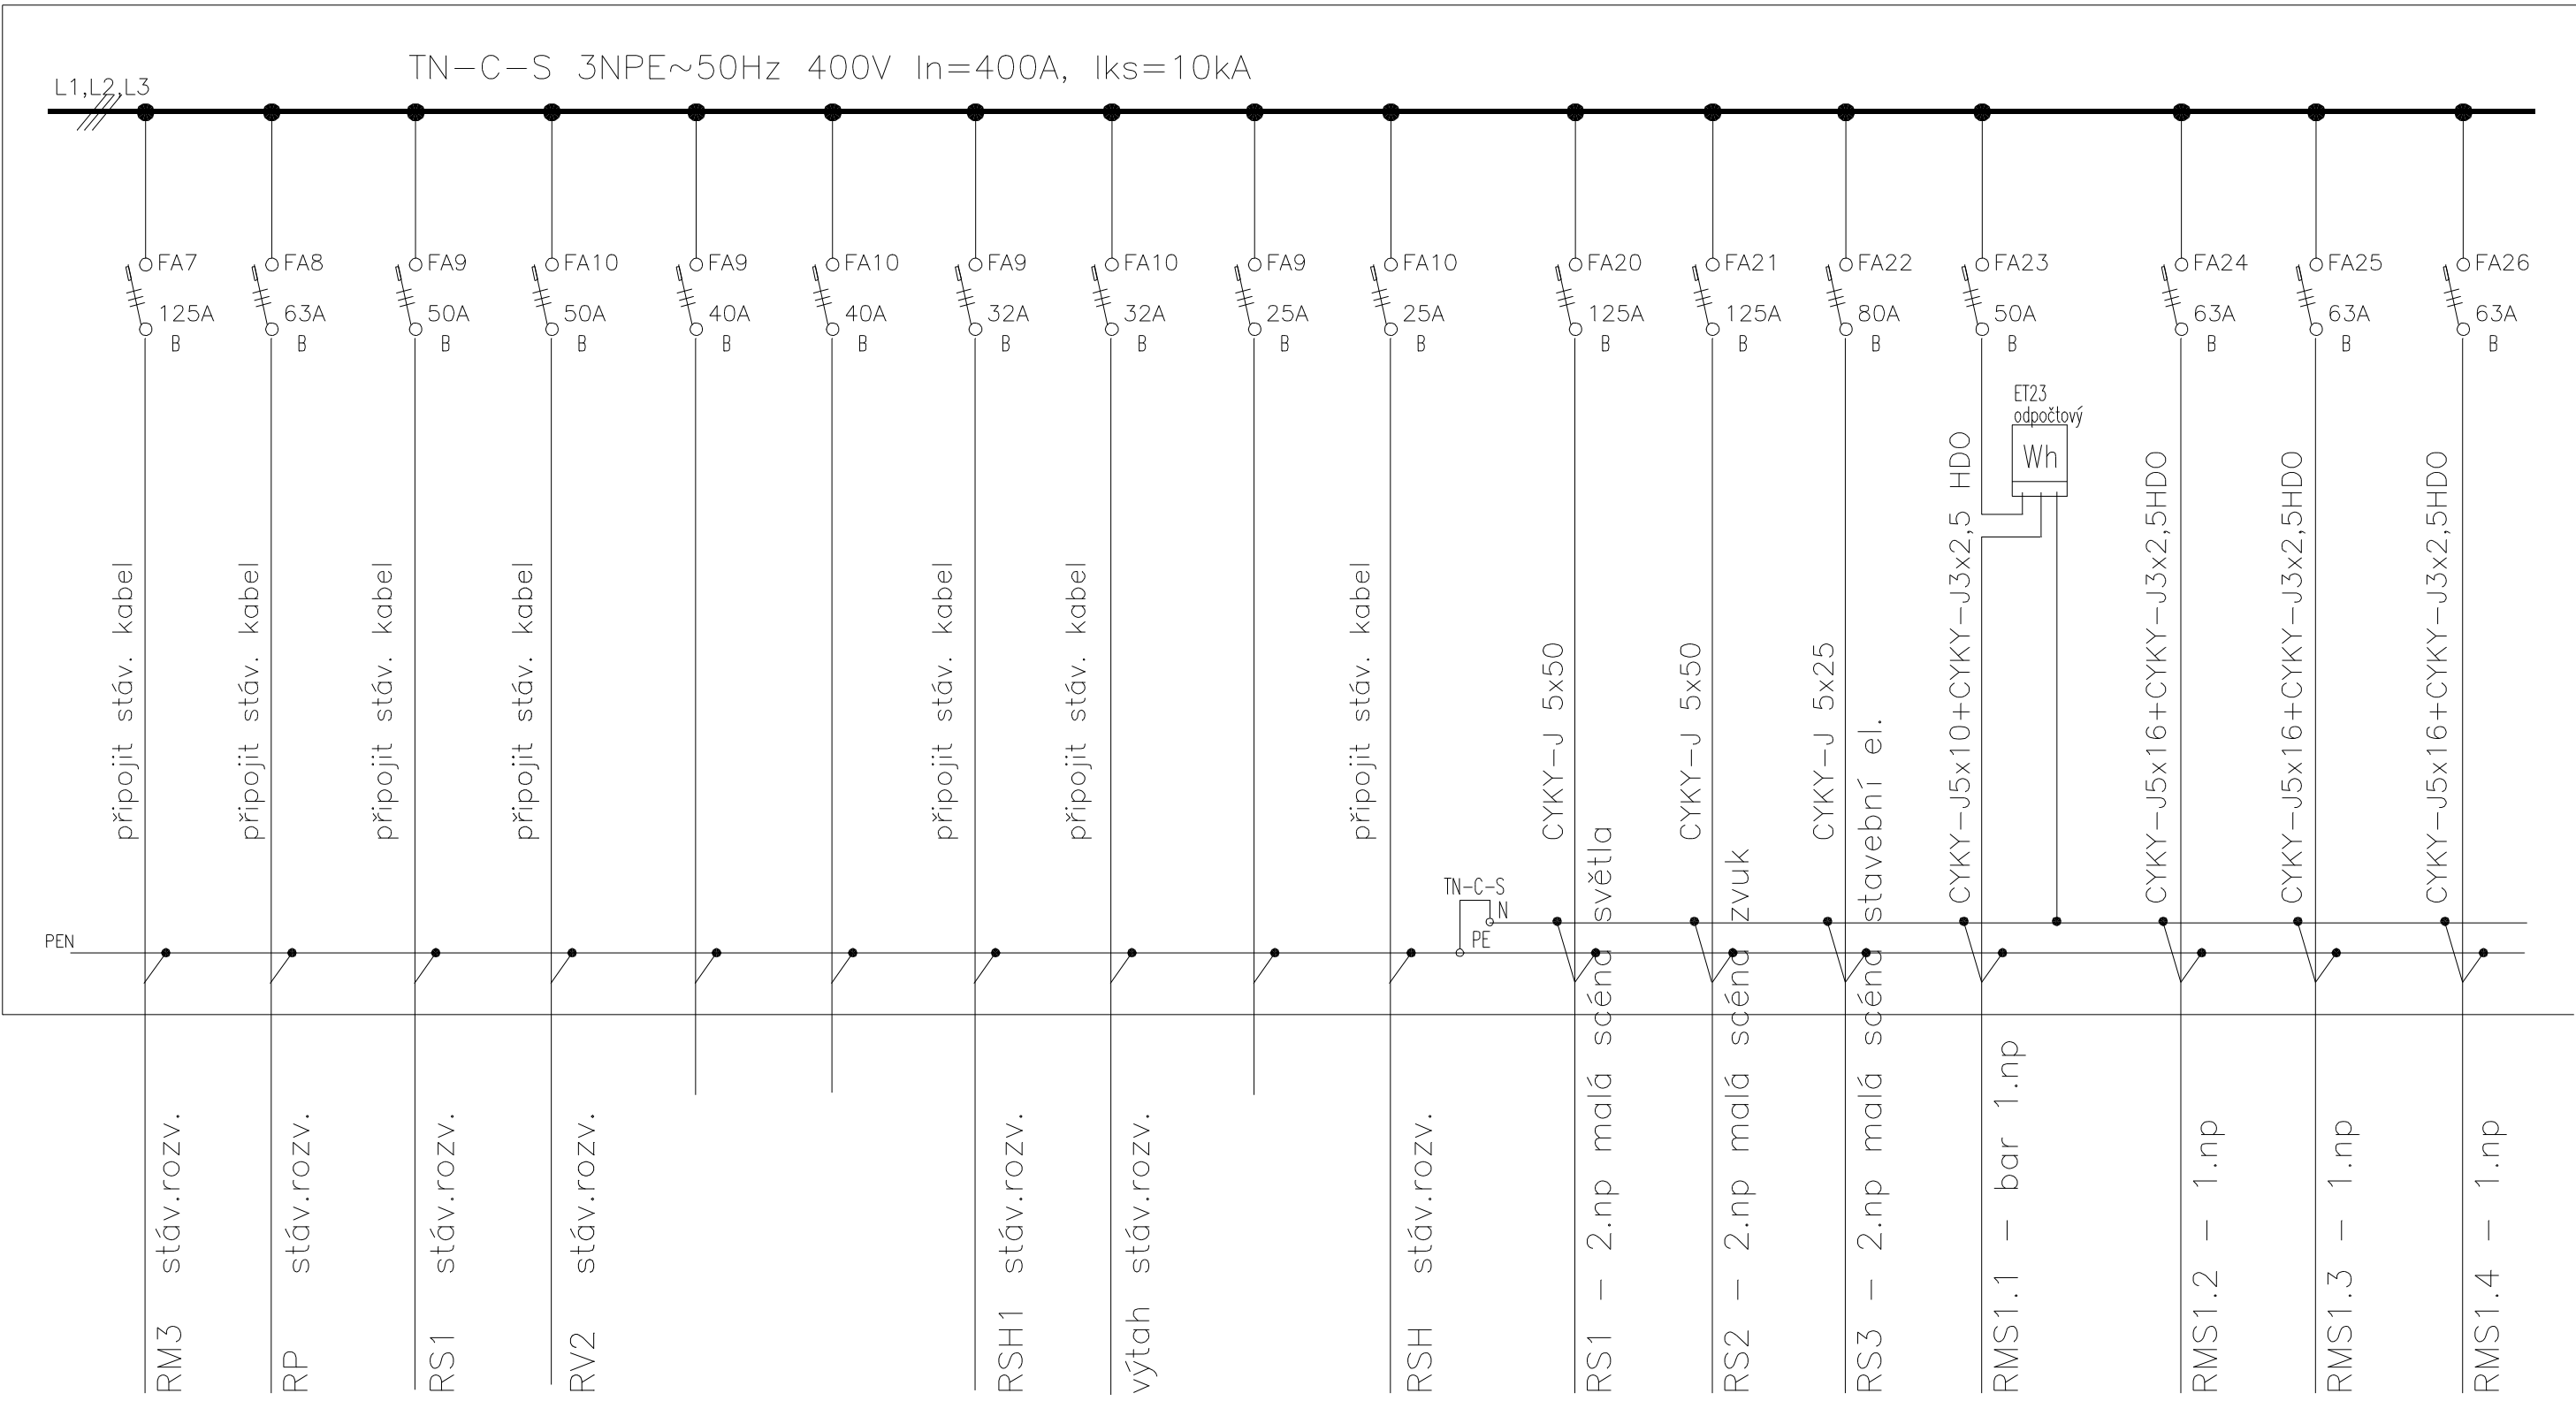 TN-C-S 3NPE~50Hz 400V In=400A, Iks=10kA
L1,L2,L3
FA7
125A
B
FA8
63A
B
FA9
50A
B
FA10
50A
B
FA9
40A
B
FA10
40A
B
FA9
32A
B
FA10
32A
B
FA9
25A
B
FA10
25A
B
FA20
125A
B
FA21
125A
B
FA22
80A
B
FA23
50A
B
FA24
63A
B
FA25
63A
B
FA26
63A
B
ET23
odpočtový
Wh
připojit stáv. kabel
připojit stáv. kabel
připojit stáv. kabel
připojit stáv. kabel
připojit stáv. kabel
připojit stáv. kabel
připojit stáv. kabel
CYKY-J 5x50
CYKY-J 5x50
CYKY-J 5x25
CYKY-J5x10+CYKY-J3x2,5 HDO
CYKY-J5x16+CYKY-J3x2,5HDO
CYKY-J5x16+CYKY-J3x2,5HDO
CYKY-J5x16+CYKY-J3x2,5HDO
TN-C-S
N
PE
PEN
RM3 stáv.rozv.
RP stáv.rozv.
RS1 stáv.rozv.
RV2 stáv.rozv.
RSH1 stáv.rozv.
výtah stáv.rozv.
RSH stáv.rozv.
RS1 - 2.np malá scéna světla
RS2 - 2.np malá scéna zvuk
RS3 - 2.np malá scéna stavební el.
RMS1.1 - bar 1.np
RMS1.2 - 1.np
RMS1.3 - 1.np
RMS1.4 - 1.np